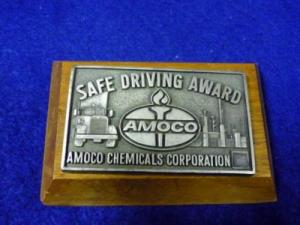 SAFE DRIVING AWARD
AMOCO
AMOCO CHEMICALS CORPORATION